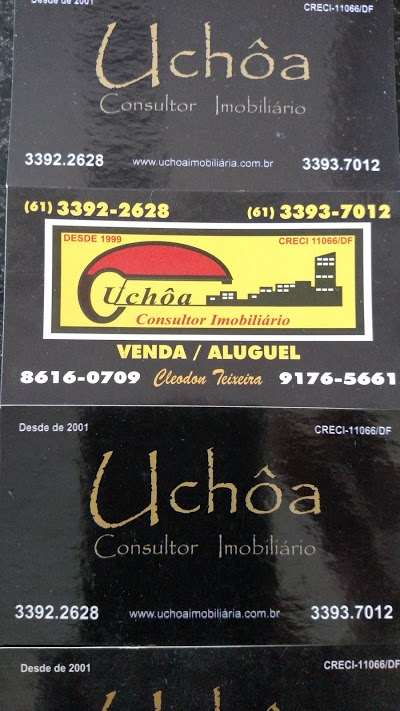 Desde de 2001 CRECI-11066/DF
Uchôa
Consultor Imobiliário
3392.2628 www.uchoaimobiliária.com.br 3393.7012
(61) 3392-2628 (61) 3393-7012
DESDE 1999 CRECI 11066/DF
Uchôa
Consultor Imobiliário
VENDA / ALUGUEL
8616-0709 Cleodon Teixeira 9176-5661
Desde de 2001 CRECI-11066/DF
Uchôa
Consultor Imobiliário
3392.2628 www.uchoaimobiliária.com.br 3393.7012
Desde de 2001 CRECI-11066/DF
Uchôa